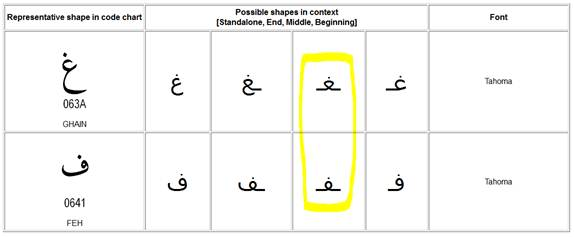 Representative shape in code chart
Possible shapes in context
[Standalone, End, Middle, Beginning]
Font
غ
063A
GHAIN
غ ـغ ـغـ غـ
Tahoma
ف
0641
FEH
ف ـف ـفـ فـ
Tahoma